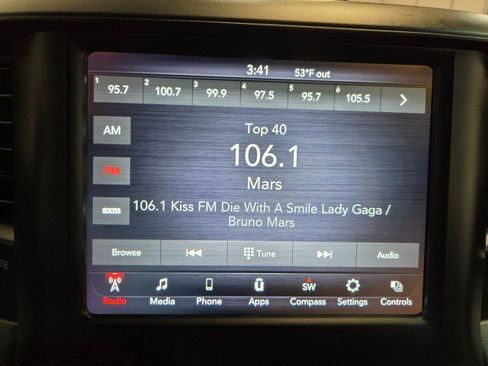 3:41 53°F out
1 95.7 2 100.7 3 99.9 4 97.5 5 95.7 6 105.5
AM
Top 40
106.1
FM
Mars
106.1 Kiss FM Die With A Smile Lady Gaga /
sxm
Bruno Mars
Browse Tune Audio
SW
Radio Media Phone Apps Compass Settings Controls